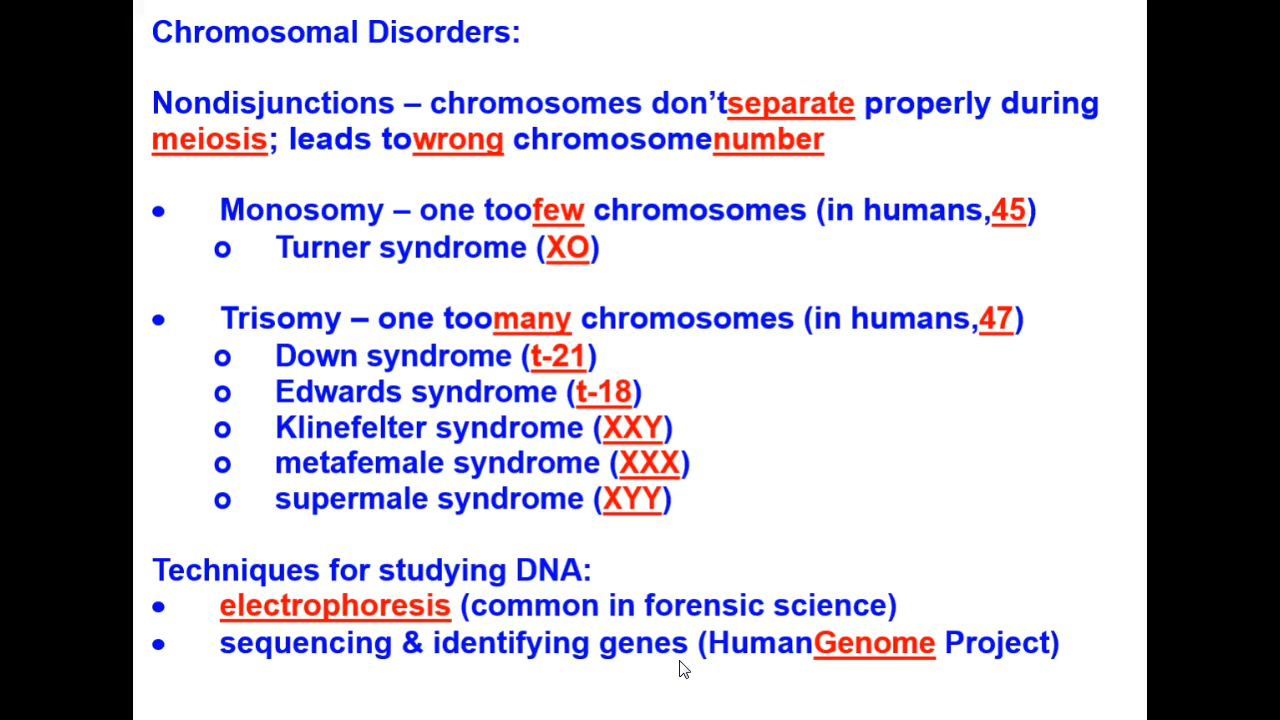 Chromosomal Disorders:
Nondisjunctions – chromosomes don’tseparate properly during
meiosis; leads towrong chromosomenumber
• Monosomy – one toofew chromosomes (in humans,45)
o Turner syndrome (XO)
• Trisomy – one toomany chromosomes (in humans,47)
o Down syndrome (t-21)
o Edwards syndrome (t-18)
o Klinefelter syndrome (XXY)
o metafemale syndrome (XXX)
o supermale syndrome (XYY)
Techniques for studying DNA:
• electrophoresis (common in forensic science)
• sequencing & identifying genes (HumanGenome Project)